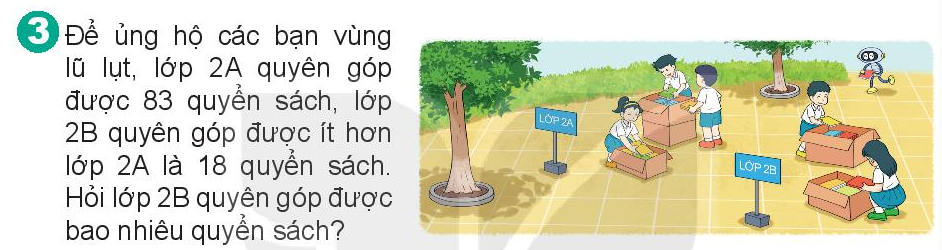 3 Để ủng hộ các bạn vùng
lũ lụt, lớp 2A quyên góp
được 83 quyển sách, lớp
2B quyên góp được ít hơn
lớp 2A là 18 quyển sách.
Hỏi lớp 2B quyên góp được
bao nhiêu quyển sách?
LỚP 2A
LỚP 2B